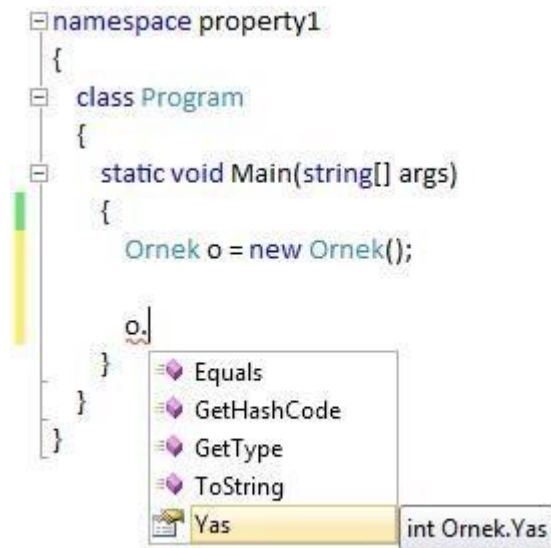 namespace property1
{
class Program
{
static void Main(string[] args)
{
Ornek o = new Ornek();
o.
}
}
}
Equals
GetHashCode
GetType
ToString
Yas
int Ornek.Yas